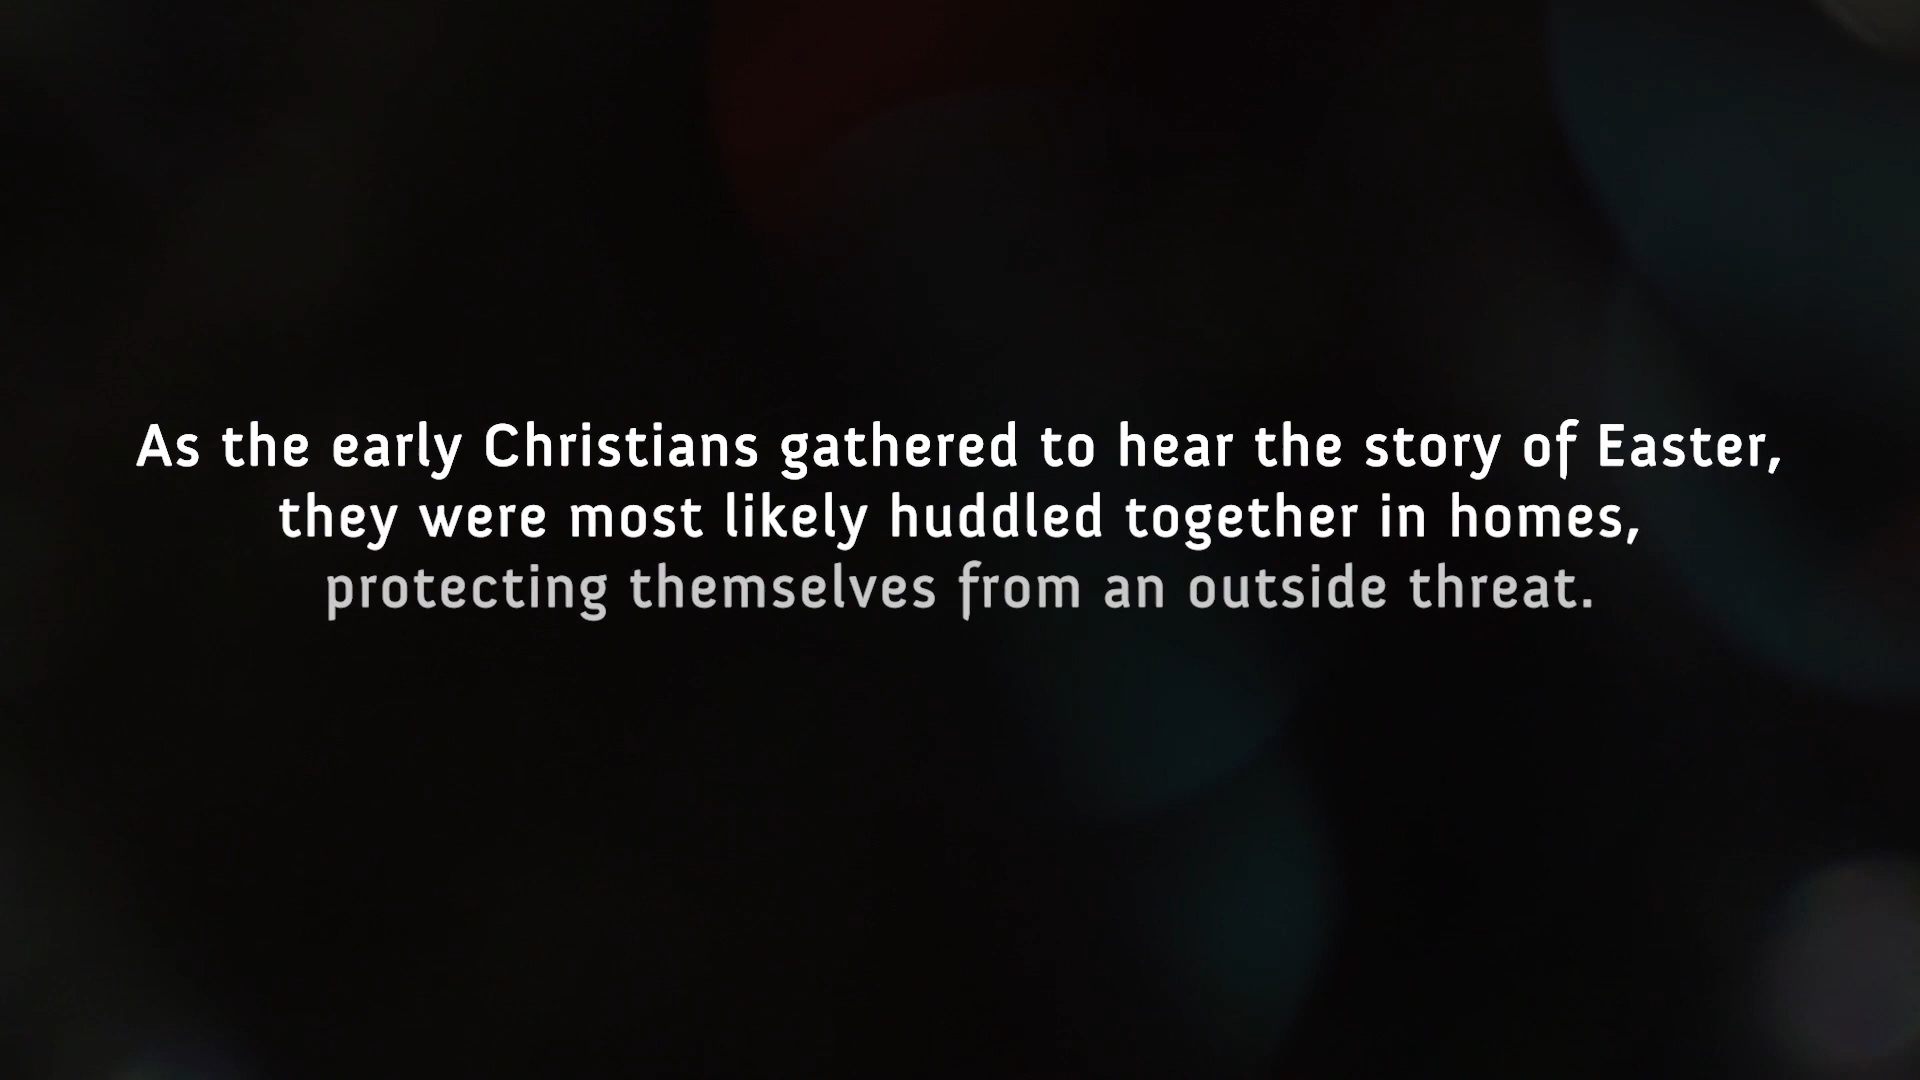 As the early Christians gathered to hear the story of Easter,
they were most likely huddled together in homes,
protecting themselves from an outside threat.